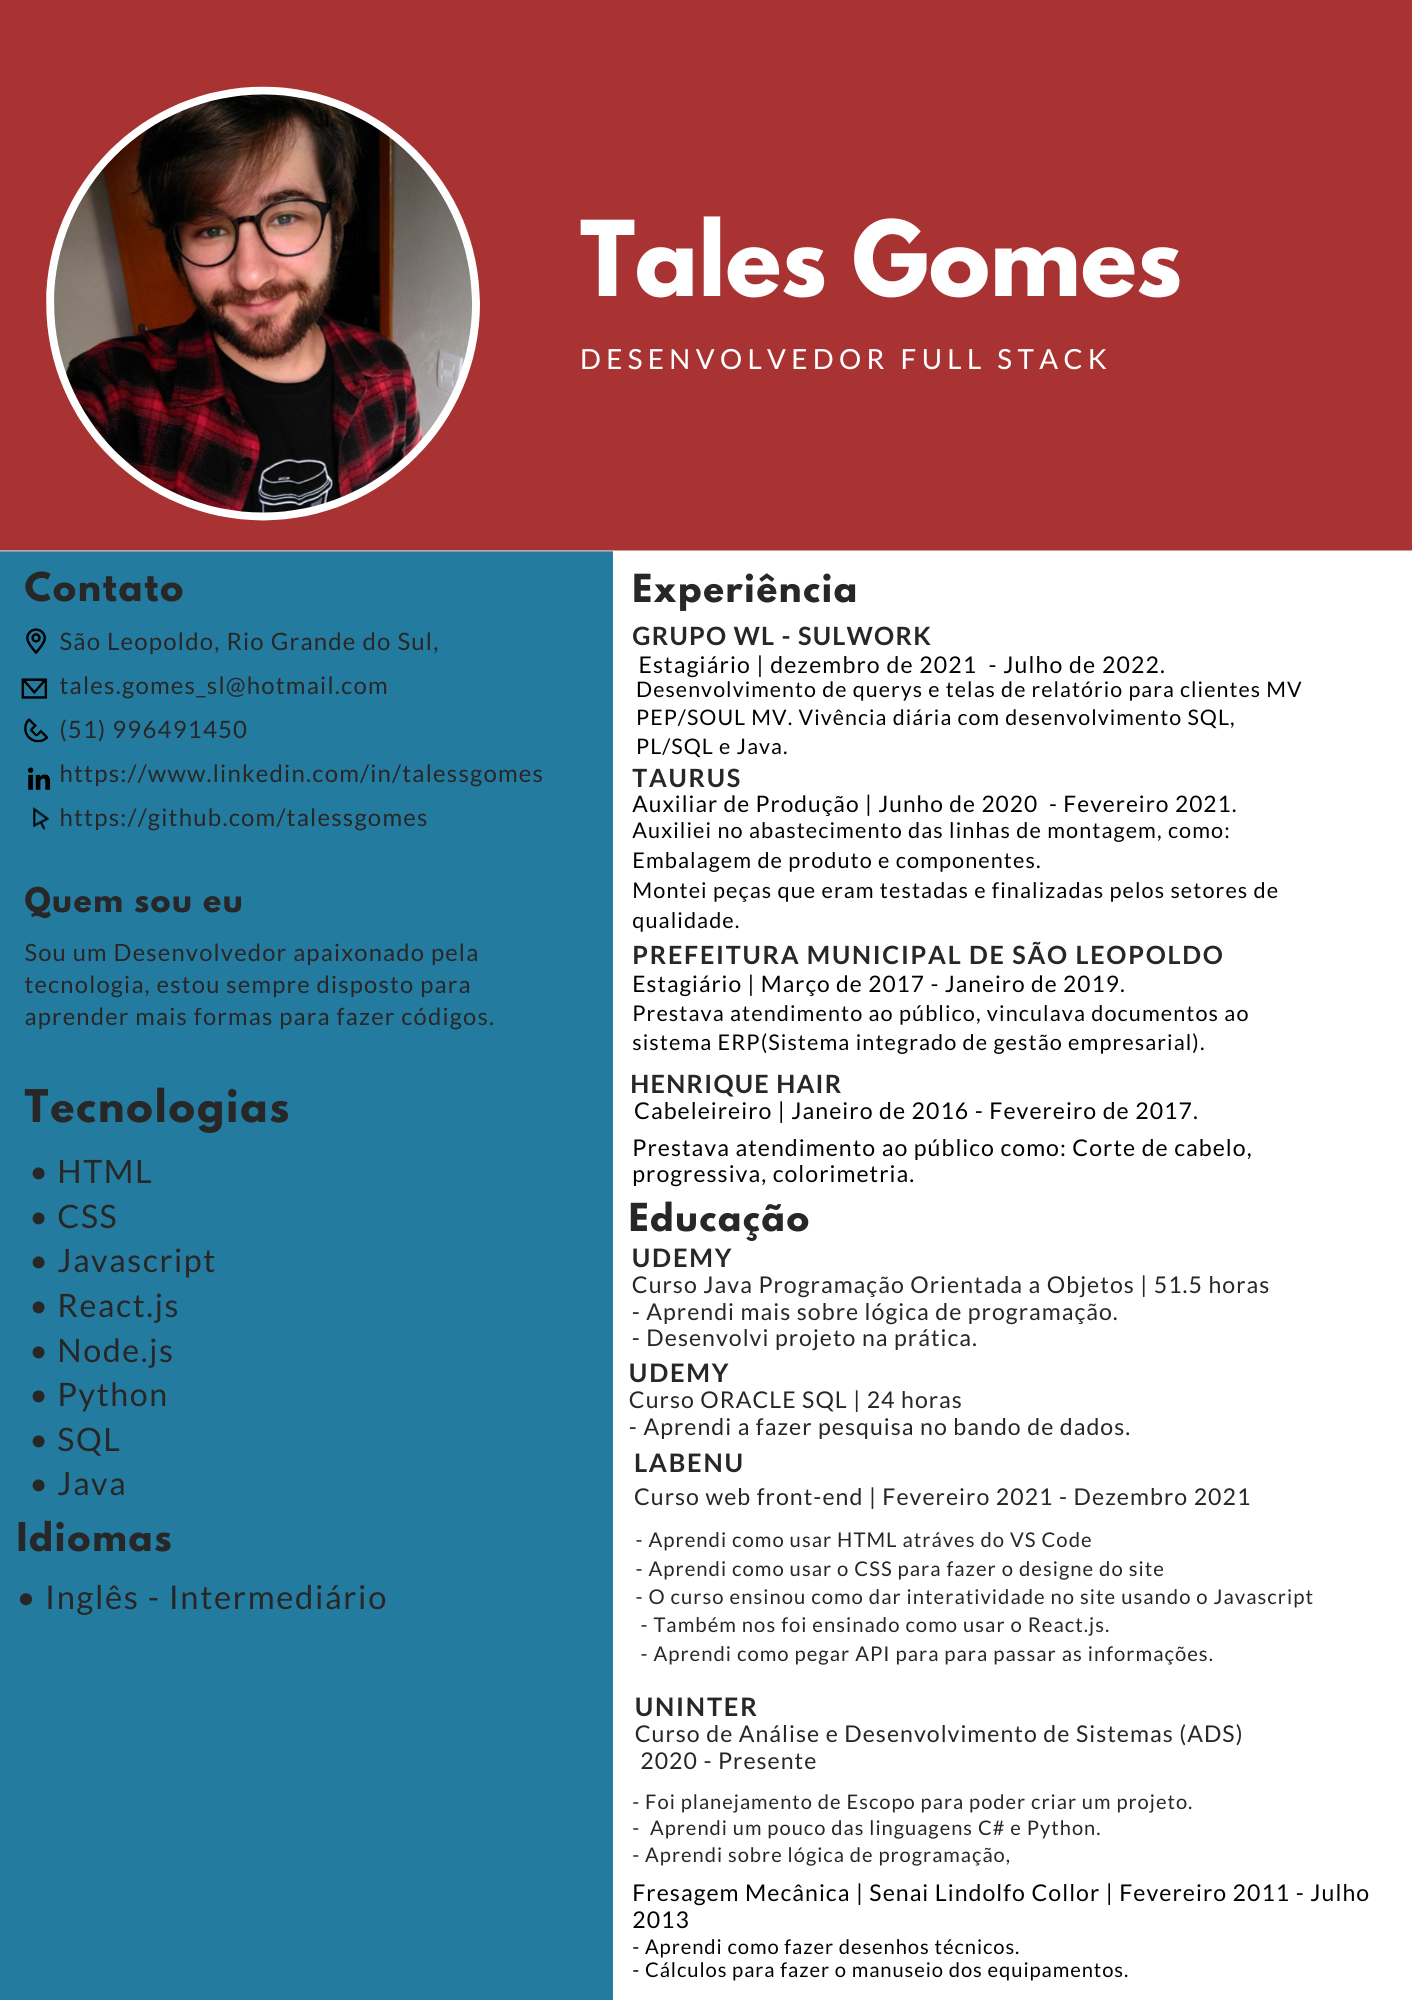 Tales Gomes
DESENVOLVEDOR FULL STACK
Contato
São Leopoldo, Rio Grande do Sul,
tales.gomes_sl@hotmail.com
(51) 996491450
in https://www.linkedin.com/in/talessgomes
https://github.com/talessgomes
Quem sou eu
Sou um Desenvolvedor apaixonado pela
tecnologia, estou sempre disposto para
aprender mais formas para fazer códigos.
Tecnologias
• HTML
• CSS
• Javascript
• React.js
• Node.js
• Python
• SQL
• Java
Idiomas
• Inglês - Intermediário
Experiência
GRUPO WL - SULWORK
Estagiário | dezembro de 2021  - Julho de 2022.
Desenvolvimento de querys e telas de relatório para clientes MV
PEP/SOUL MV. Vivência diária com desenvolvimento SQL,
PL/SQL e Java.
TAURUS
Auxiliar de Produção | Junho de 2020  - Fevereiro 2021.
Auxiliei no abastecimento das linhas de montagem, como:
Embalagem de produto e componentes.
Montei peças que eram testadas e finalizadas pelos setores de
qualidade.
PREFEITURA MUNICIPAL DE SÃO LEOPOLDO
Estagiário | Março de 2017 - Janeiro de 2019.
Prestava atendimento ao público, vinculava documentos ao
sistema ERP(Sistema integrado de gestão empresarial).
HENRIQUE HAIR
Cabeleireiro | Janeiro de 2016 - Fevereiro de 2017.
Prestava atendimento ao público como: Corte de cabelo,
progressiva, colorimetria.
Educação
UDEMY
Curso Java Programação Orientada a Objetos | 51.5 horas
- Aprendi mais sobre lógica de programação.
- Desenvolvi projeto na prática.
UDEMY
Curso ORACLE SQL | 24 horas
- Aprendi a fazer pesquisa no bando de dados.
LABENU
Curso web front-end | Fevereiro 2021 - Dezembro 2021
- Aprendi como usar HTML atráves do VS Code
- Aprendi como usar o CSS para fazer o designe do site
- O curso ensinou como dar interatividade no site usando o Javascript
- Também nos foi ensinado como usar o React.js.
- Aprendi como pegar API para para passar as informações.
UNINTER
Curso de Análise e Desenvolvimento de Sistemas (ADS)
2020 - Presente
- Foi planejamento de Escopo para poder criar um projeto.
-  Aprendi um pouco das linguagens C# e Python.
- Aprendi sobre lógica de programação,
Fresagem Mecânica | Senai Lindolfo Collor | Fevereiro 2011 - Julho
2013
- Aprendi como fazer desenhos técnicos.
- Cálculos para fazer o manuseio dos equipamentos.